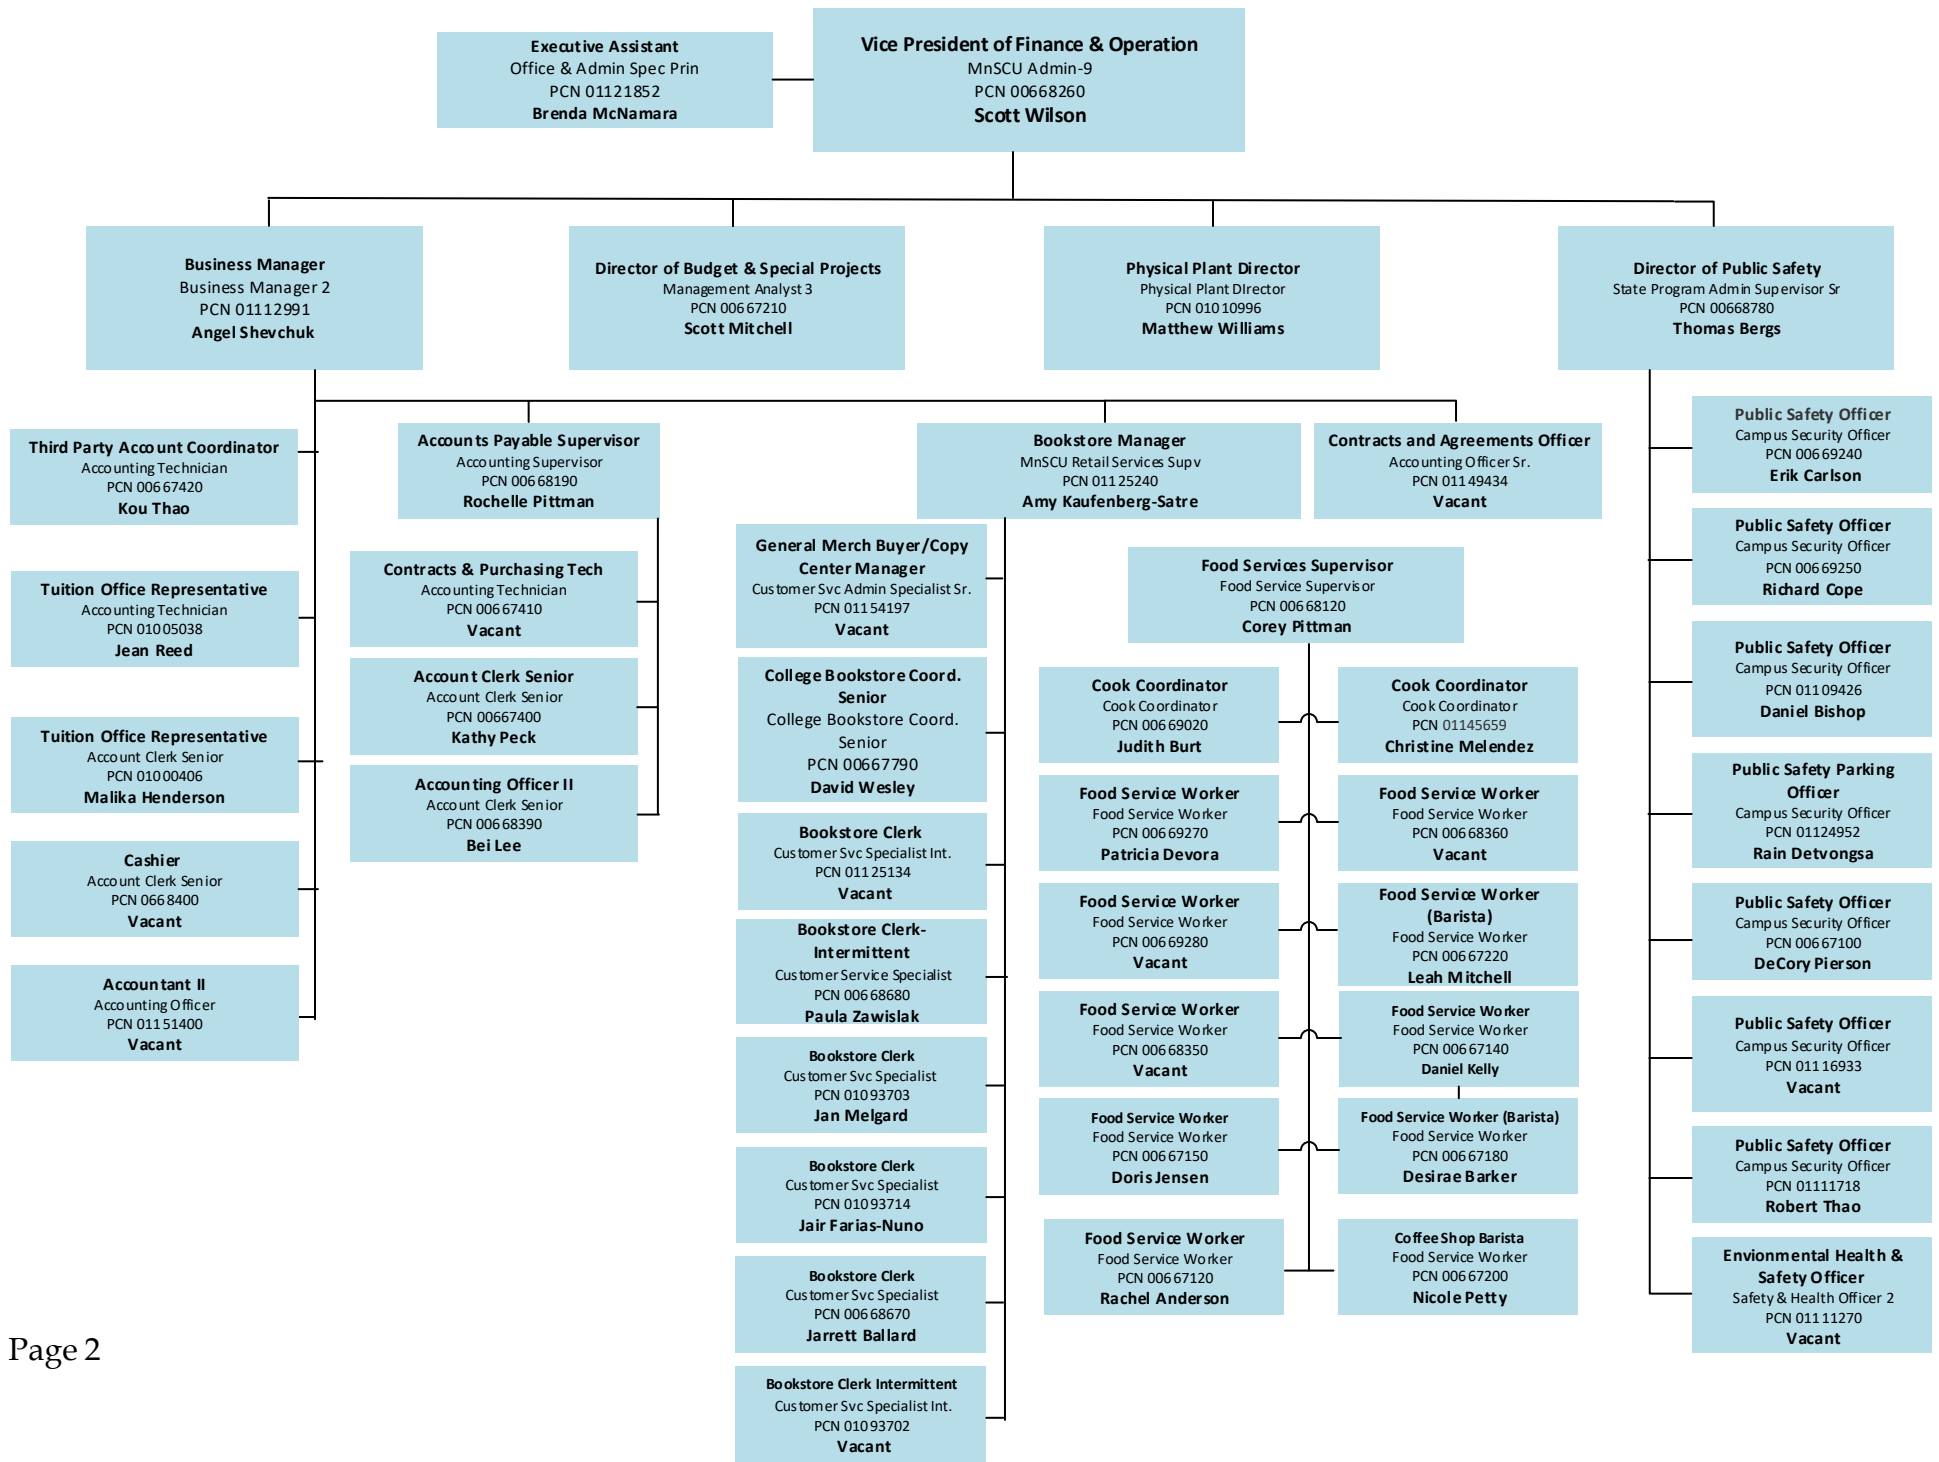 Executive Assistant
Office & Admin Spec Prin
PCN 01121852
Brenda McNamara
Vice President of Finance & Operation
MnSCU Admin-9
PCN 00668260
Scott Wilson
Business Manager
Business Manager 2
PCN 01112991
Angel Shevchuk
Director of Budget & Special Projects
Management Analyst 3
PCN 00667210
Scott Mitchell
Physical Plant Director
Physical Plant DIrector
PCN 01010996
Matthew Williams
Director of Public Safety
State Program Admin Supervisor Sr
PCN 00668780
Thomas Bergs
Third Party Account Coordinator
Accounting Technician
PCN 00667420
Kou Thao
Tuition Office Representative
Accounting Technician
PCN 01005038
Jean Reed
Tuition Office Representative
Account Clerk Senior
PCN 01000406
Malika Henderson
Cashier
Account Clerk Senior
PCN 0668400
Vacant
Accountant II
Accounting Officer
PCN 01151400
Vacant
Accounts Payable Supervisor
Accounting Supervisor
PCN 00668190
Rochelle Pittman
Contracts & Purchasing Tech
Accounting Technician
PCN 00667410
Vacant
Account Clerk Senior
Account Clerk Senior
PCN 00667400
Kathy Peck
Accounting Officer II
Account Clerk Senior
PCN 00668390
Bei Lee
Bookstore Manager
MnSCU Retail Services Supv
PCN 01125240
Amy Kaufenberg-Satre
General Merch Buyer/Copy
Center Manager
Customer Svc Admin Specialist Sr.
PCN 01154197
Vacant
College Bookstore Coord.
Senior
College Bookstore Coord.
Senior
PCN 00667790
David Wesley
Bookstore Clerk
Customer Svc Specialist Int.
PCN 01125134
Vacant
Bookstore Clerk-
Intermittent
Customer Service Specialist
PCN 00668680
Paula Zawislak
Bookstore Clerk
Customer Svc Specialist
PCN 01093703
Jan Melgard
Bookstore Clerk
Customer Svc Specialist
PCN 01093714
Jair Farias-Nuno
Bookstore Clerk
Customer Svc Specialist
PCN 00668670
Jarrett Ballard
Bookstore Clerk Intermittent
Customer Svc Specialist Int.
PCN 01093702
Vacant
Contracts and Agreements Officer
Accounting Officer Sr.
PCN 01149434
Vacant
Food Services Supervisor
Food Service Supervisor
PCN 00668120
Corey Pittman
Cook Coordinator
Cook Coordinator
PCN 00669020
Judith Burt
Cook Coordinator
Cook Coordinator
PCN 01145659
Christine Melendez
Food Service Worker
Food Service Worker
PCN 00669270
Patricia Devora
Food Service Worker
Food Service Worker
PCN 00668360
Vacant
Food Service Worker
Food Service Worker
PCN 00669280
Vacant
Food Service Worker
(Barista)
Food Service Worker
PCN 00667220
Leah Mitchell
Food Service Worker
Food Service Worker
PCN 00668350
Vacant
Food Service Worker
Food Service Worker
PCN 00667140
Daniel Kelly
Food Service Worker
Food Service Worker
PCN 00667150
Doris Jensen
Food Service Worker (Barista)
Food Service Worker
PCN 00667180
Desirae Barker
Food Service Worker
Food Service Worker
PCN 00667120
Rachel Anderson
Coffee Shop Barista
Food Service Worker
PCN 00667200
Nicole Petty
Public Safety Officer
Campus Security Officer
PCN 00669240
Erik Carlson
Public Safety Officer
Campus Security Officer
PCN 00669250
Richard Cope
Public Safety Officer
Campus Security Officer
PCN 01109426
Daniel Bishop
Public Safety Parking
Officer
Campus Security Officer
PCN 01124952
Rain Detvongsa
Public Safety Officer
Campus Security Officer
PCN 00667100
DeCory Pierson
Public Safety Officer
Campus Security Officer
PCN 01116933
Vacant
Public Safety Officer
Campus Security Officer
PCN 01111718
Robert Thao
Envionmental Health &
Safety Officer
Safety & Health Officer 2
PCN 01111270
Vacant
Page 2